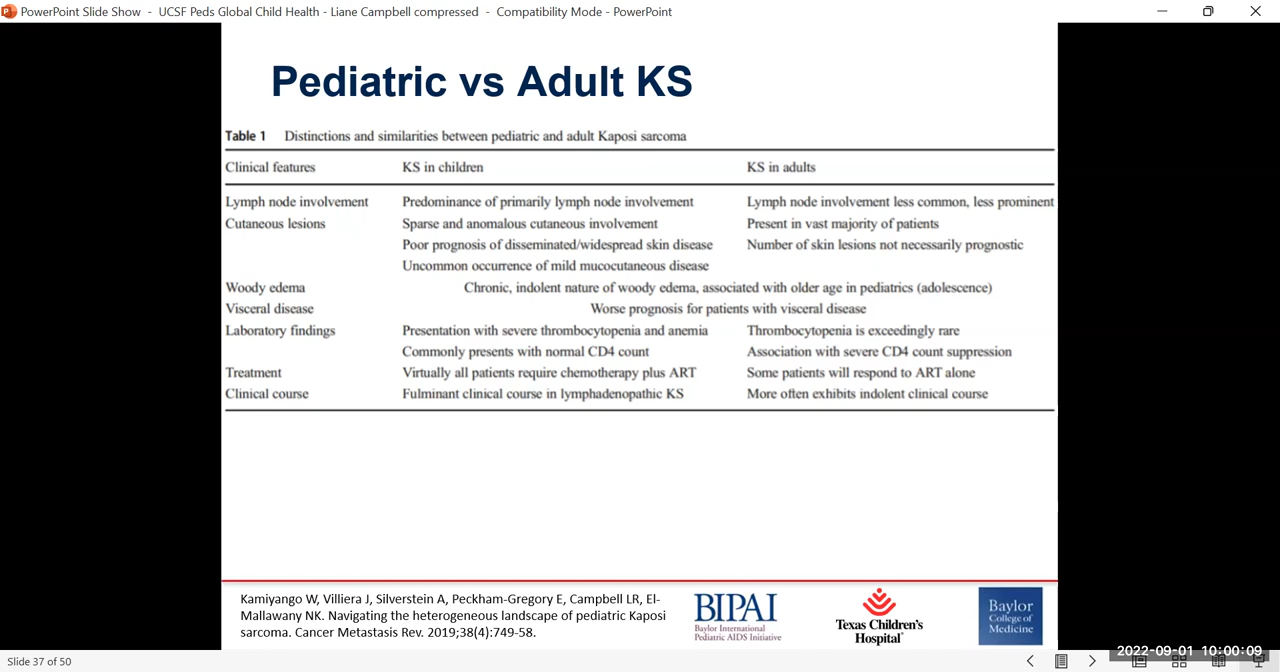 PowerPoint Slide Show - UCSF Peds Global Child Health - Liane Campbell compressed - Compatibility Mode - PowerPoint
Pediatric vs Adult KS
Table 1 Distinctions and similarities between pediatric and adult Kaposi sarcoma
Clinical features KS in children KS in adults
Lymph node involvement Predominance of primarily lymph node involvement Lymph node involvement less common, less prominent
Cutaneous lesions Sparse and anomalous cutaneous involvement Present in vast majority of patients
Poor prognosis of disseminated/widespread skin disease Number of skin lesions not necessarily prognostic
Uncommon occurrence of mild mucocutaneous disease
Woody edema Chronic, indolent nature of woody edema, associated with older age in pediatrics (adolescence)
Visceral disease Worse prognosis for patients with visceral disease
Laboratory findings Presentation with severe thrombocytopenia and anemia Thrombocytopenia is exceedingly rare
Commonly presents with normal CD4 count Association with severe CD4 count suppression
Treatment Virtually all patients require chemotherapy plus ART Some patients will respond to ART alone
Clinical course Fulminant clinical course in lymphadenopathic KS More often exhibits indolent clinical course
Kamiyango W, Villiera J, Silverstein A, Peckham-Gregory E, Campbell LR, El-
Mallawany NK. Navigating the heterogeneous landscape of pediatric Kaposi
sarcoma. Cancer Metastasis Rev. 2019;38(4):749-58.
BIPAI
Baylor International
Pediatric AIDS Initiative
Texas Children's
Hospital
Baylor
College of
Medicine
2022-09-01 10:00:09
Slide 37 of 50